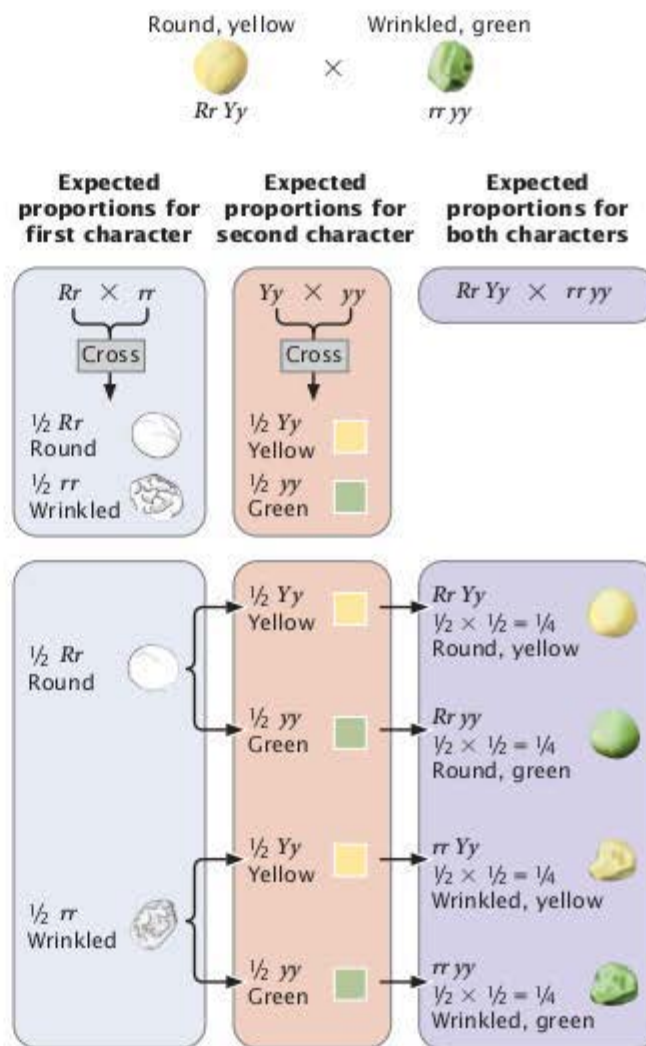 Round, yellow
Wrinkled, green
×
Rr Yy
rr yy
Expected
proportions for
first character
Expected
proportions for
second character
Expected
proportions for
both characters
Rr × rr
Cross
½ Rr
Round
½ rr
Wrinkled
Yy × yy
Cross
½ Yy
Yellow
½ yy
Green
Rr Yy × rr yy
½ Rr
Round
½ Yy
Yellow
Rr Yy
½ × ½ = ¼
Round, yellow
½ yy
Green
Rr yy
½ × ½ = ¼
Round, green
½ rr
Wrinkled
½ Yy
Yellow
rr Yy
½ × ½ = ¼
Wrinkled, yellow
½ yy
Green
rr yy
½ × ½ = ¼
Wrinkled, green